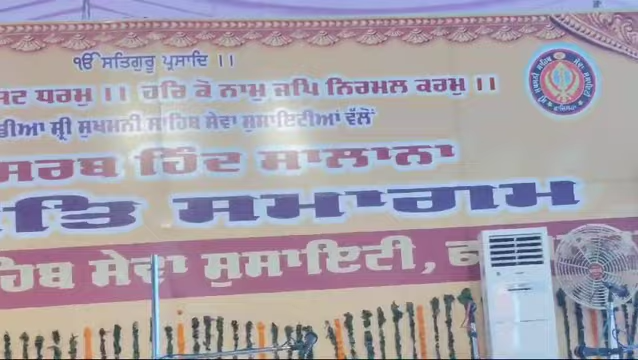 ੴ ਸਤਿਗੁਰੂ ਪ੍ਰਸਾਦਿ ।।
ਧਰਮੁ ।। ਹਰਿ ਕੋ ਨਾਮੁ ਜਪਿ ਨਿਰਮਲ ਕਰਮੁ ।।
ਸ਼੍ਰੀ ਸੁਖਮਨੀ ਸਾਹਿਬ ਸੇਵਾ ਸੁਸਾਇਟੀਆਂ ਵੱਲੋਂ
ਸਰਬ ਹਿੰਦ ਸਾਲਾਨਾ
ਸਮਾਗਮ
ਸਾਹਿਬ ਸੇਵਾ ਸੁਸਾਇਟੀ,